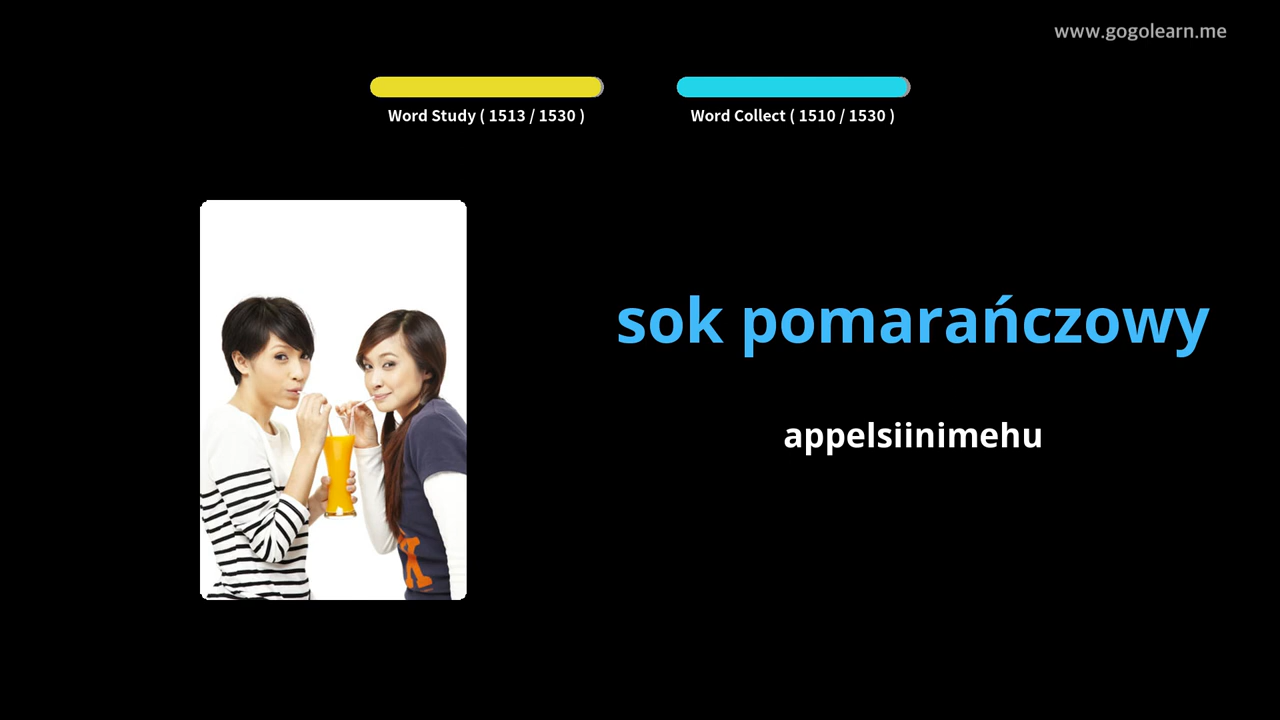 www.gogolearn.me
Word Study ( 1513 / 1530 )
Word Collect ( 1510 / 1530 )
sok pomarańczowy
appelsiinimehu